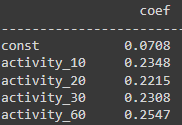 coef
const 0.0708
activity_10 0.2348
activity_20 0.2215
activity_30 0.2308
activity_60 0.2547